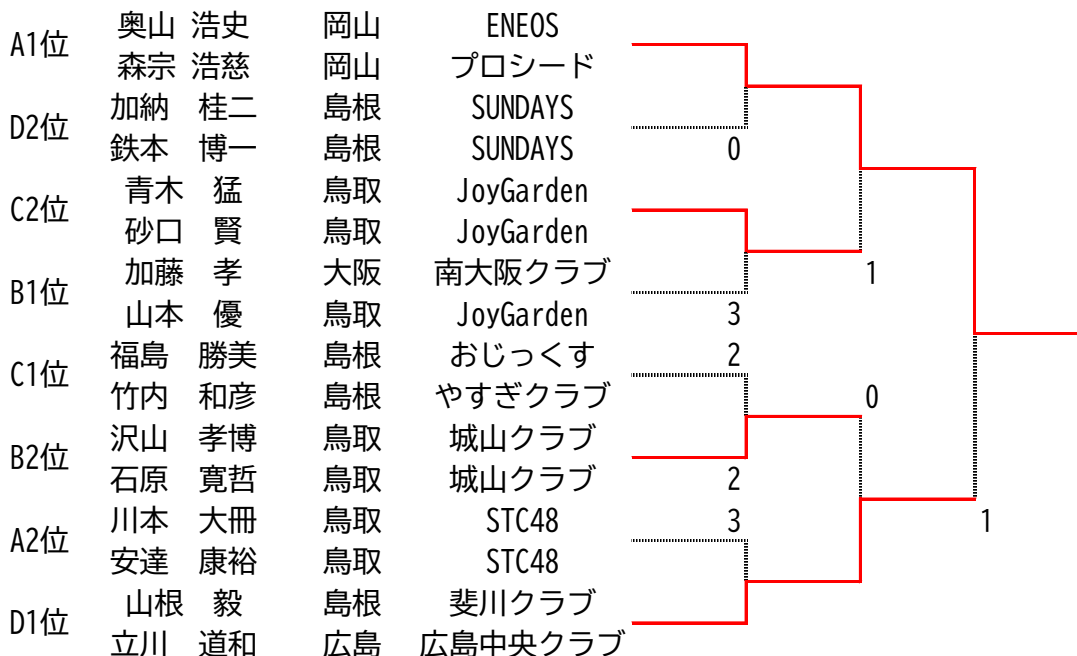 A1位 奥山 浩史 岡山 ENEOS
森宗 浩慈 岡山 プロシード
D2位 加納 桂二 島根 SUNDAYS
鉄本 博一 島根 SUNDAYS 0
C2位 青木 猛 鳥取 JoyGarden
砂口 賢 鳥取 JoyGarden
B1位 加藤 孝 大阪 南大阪クラブ 1
山本 優 鳥取 JoyGarden 3
C1位 福島 勝美 島根 おじっくす 2
竹内 和彦 島根 やすぎクラブ 0
B2位 沢山 孝博 鳥取 城山クラブ
石原 寛哲 鳥取 城山クラブ 2
A2位 川本 大冊 鳥取 STC48 3 1
安達 康裕 鳥取 STC48
D1位 山根 毅 島根 斐川クラブ
立川 道和 広島 広島中央クラブ